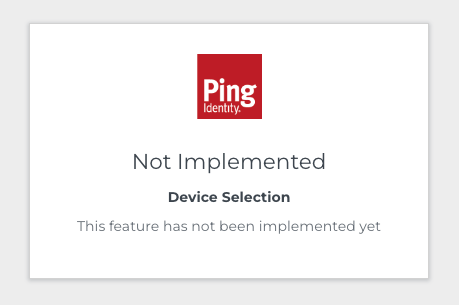 Ping
Identity.
Not Implemented
Device Selection
This feature has not been implemented yet